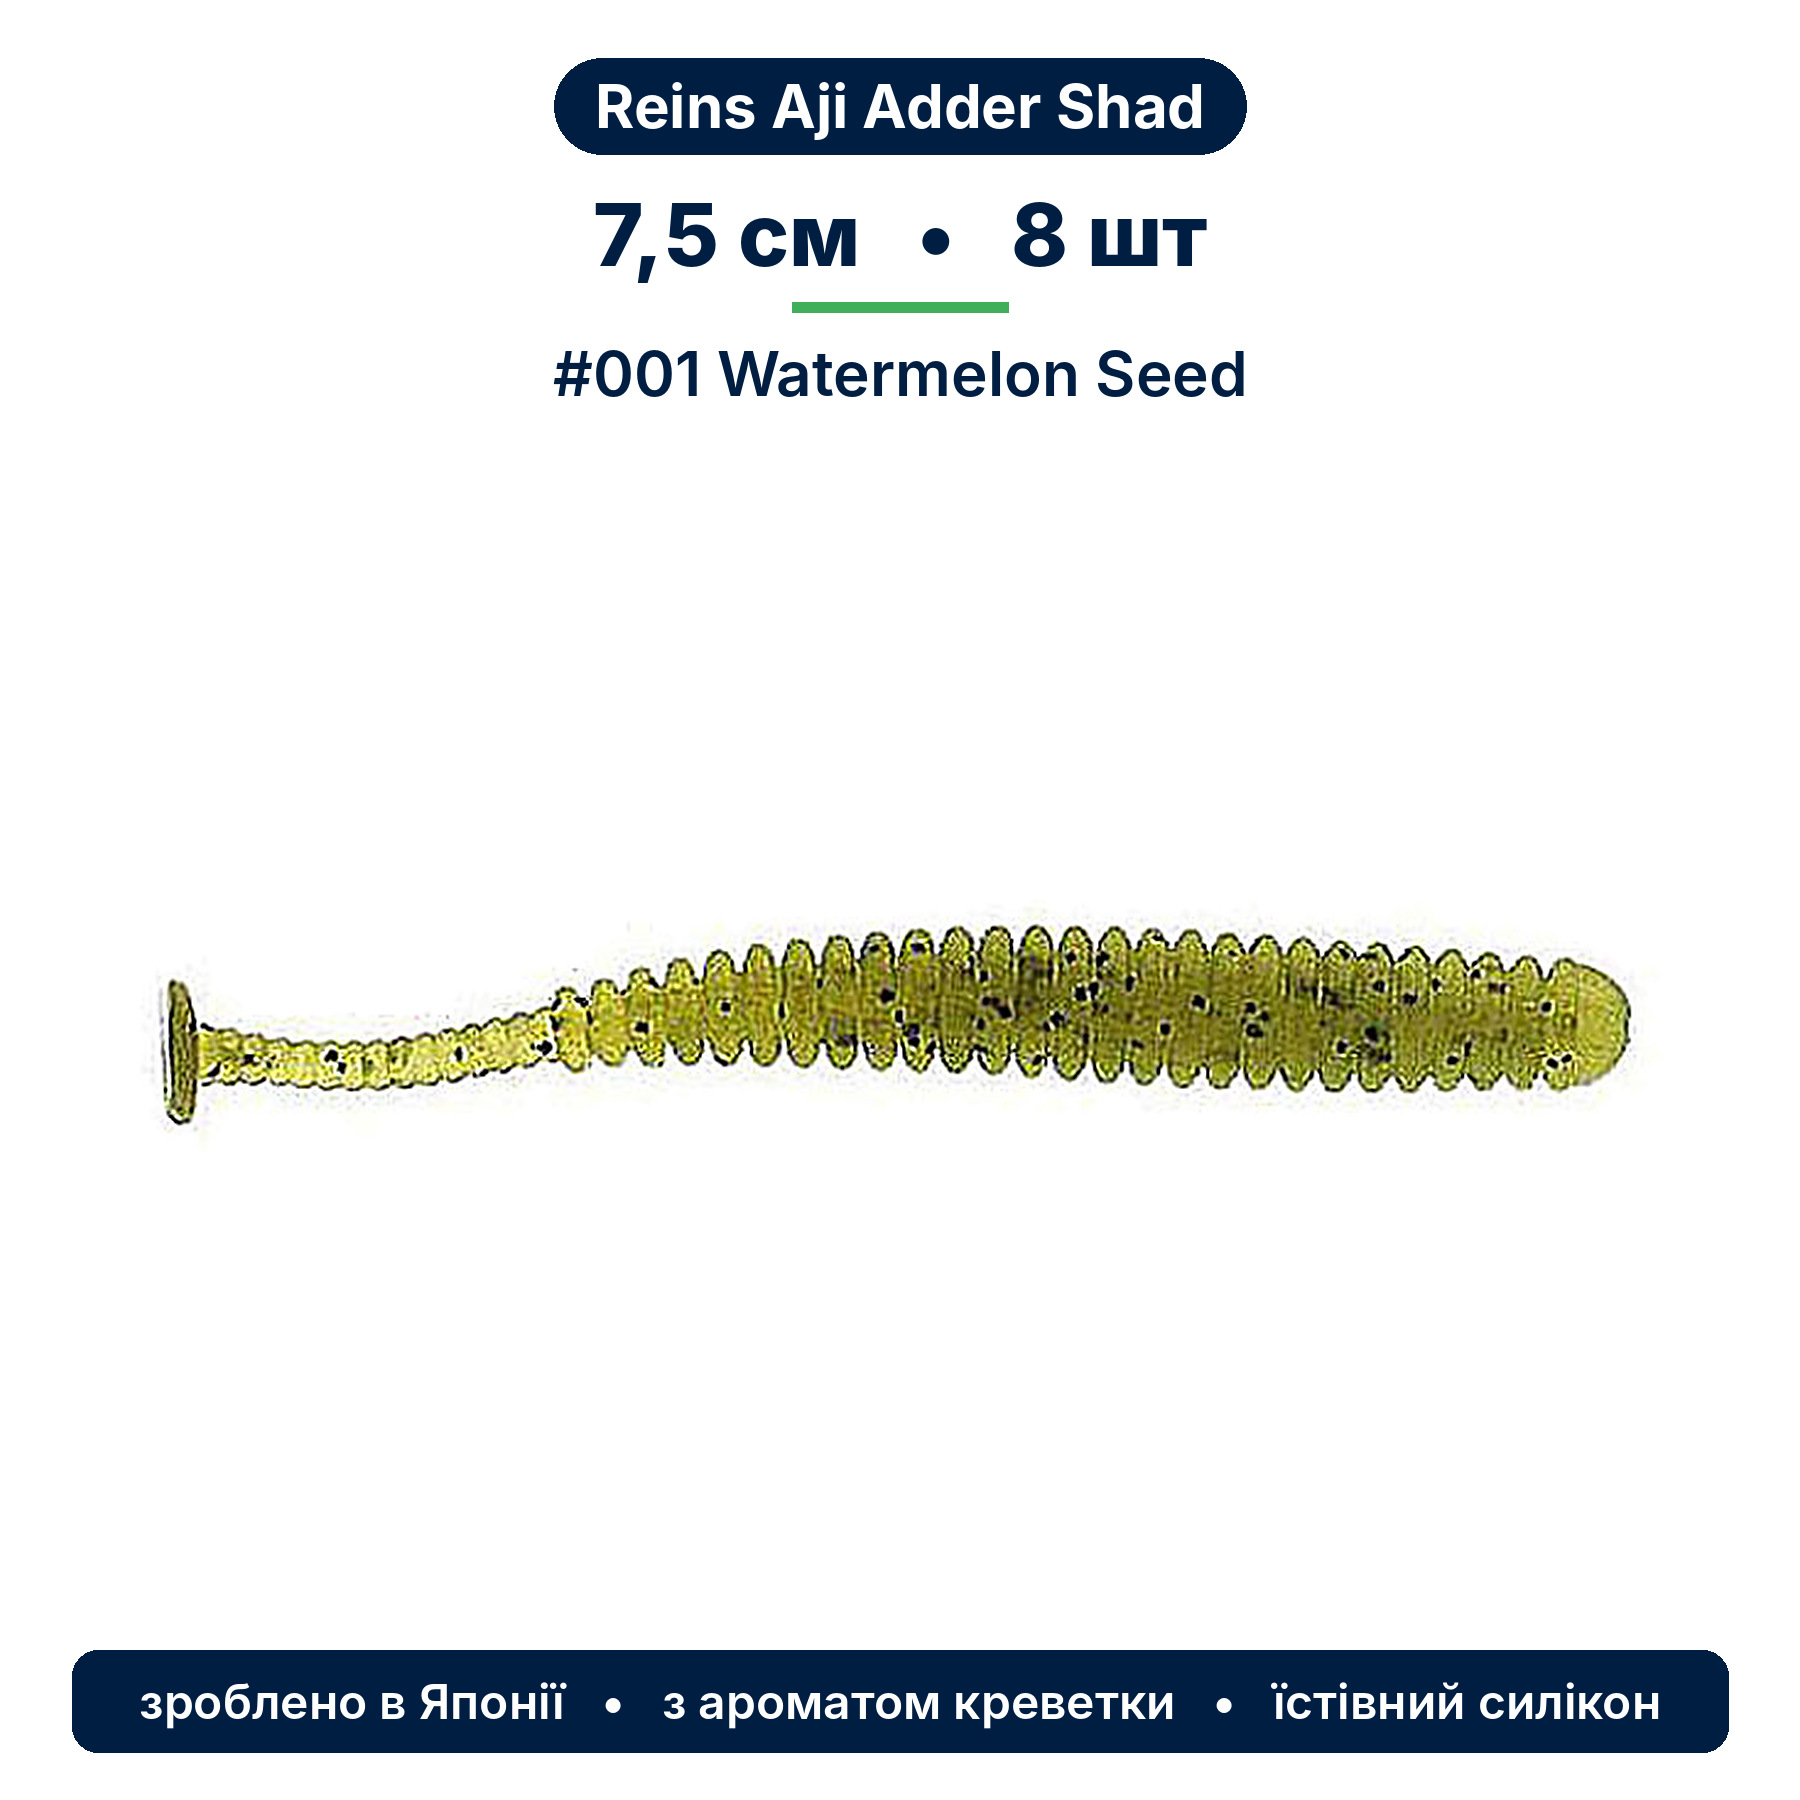 Reins Aji Adder Shad
7,5 см • 8 шт
#001 Watermelon Seed
зроблено в Японії • з ароматом креветки • їстівний силікон